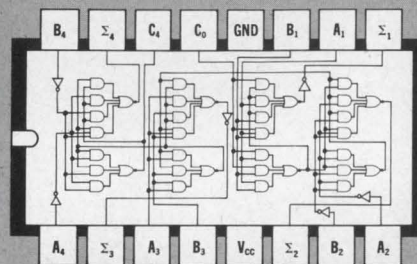 B₄ Σ₄ C₄ C₀ GND B₁ A₁ Σ₁
A₄ Σ₃ A₃ B₃ VCC Σ₂ B₂ A₂